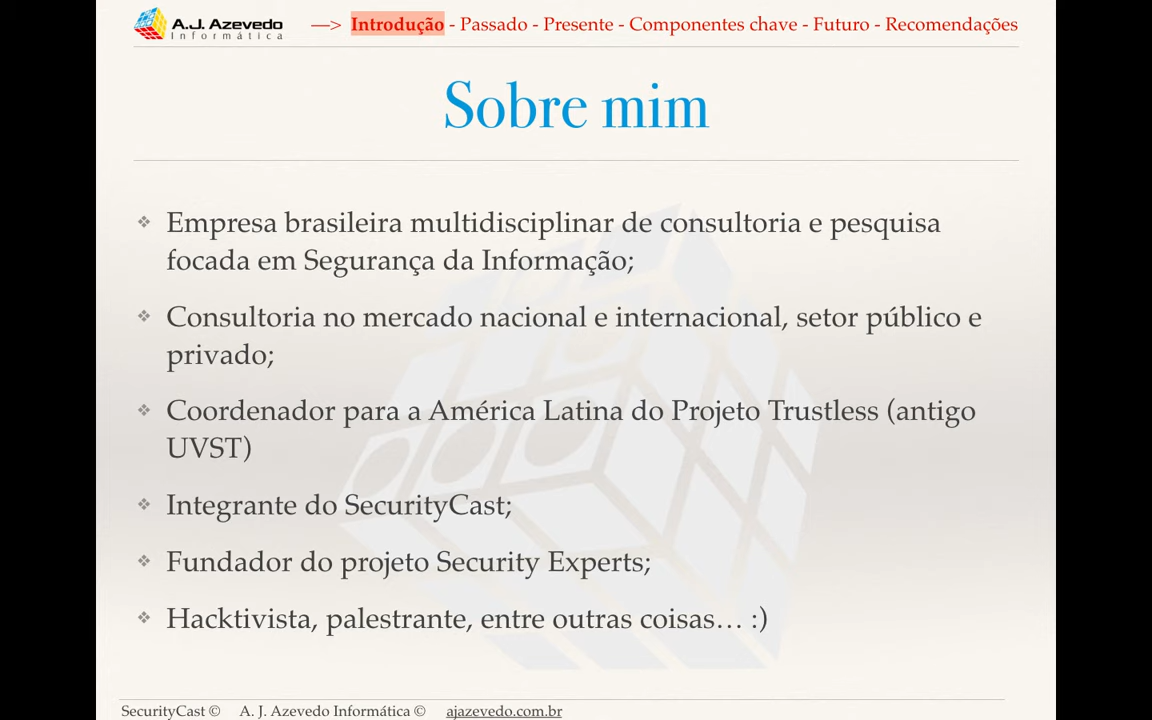 A.J. Azevedo
Informática
—> Introdução - Passado - Presente - Componentes chave - Futuro - Recomendações
Sobre mim
❖ Empresa brasileira multidisciplinar de consultoria e pesquisa
focada em Segurança da Informação;
❖ Consultoria no mercado nacional e internacional, setor público e
privado;
❖ Coordenador para a América Latina do Projeto Trustless (antigo
UVST)
❖ Integrante do SecurityCast;
❖ Fundador do projeto Security Experts;
❖ Hacktivista, palestrante, entre outras coisas… :)
SecurityCast © A. J. Azevedo Informática © ajazevedo.com.br